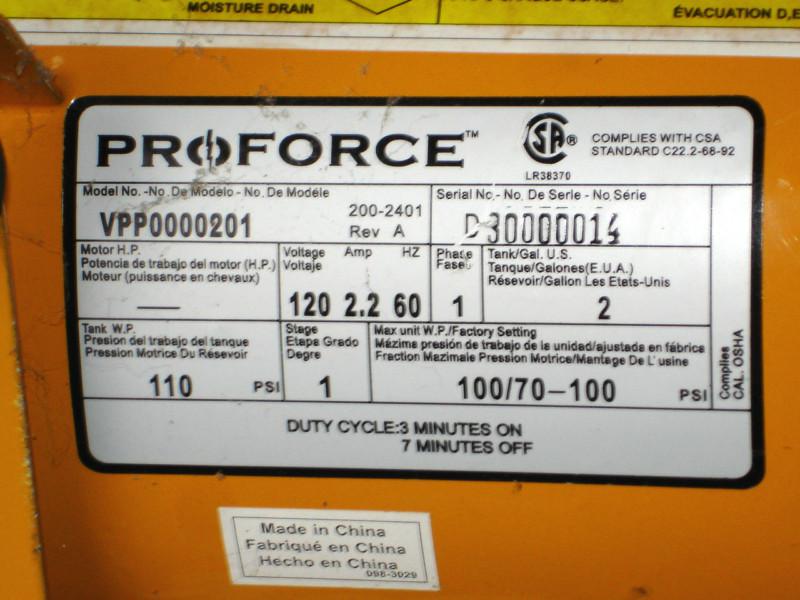 MOISTURE DRAIN
ÉVACUATION D,E
PROFORCE™
CSA®
LR38370
COMPLIES WITH CSA
STANDARD C22.2-68-92
Model No. -No. De Modelo - No. De Modéle
VPP0000201
200-2401
Rev A
Serial No.- No. De Serle - No. Série
D30000014
Motor H.P.
Potencia de trabajo del motor (H.P.)
Moteur (puissance en chevaux)
—
Voltage Amp HZ
Voltaje
120 2.2 60
Phase
Fases
1
Tank/Gal. U.S.
Tanque/Galones(E.U.A.)
Résevoir/Galion Les Etats-Unis
2
Tank W.P.
Presion del trabajo del tanque
Pression Motrice Du Résevoir
110 PSI
Stage
Etapa Grado
Degre
1
Max unit W.P./Factory Setting
Mázima presión de trabajo de la unidad/ajustada en fábrica
Fraction Mazimale Pression Motrice/Mantage De L' usine
100/70-100 PSI
Complies
CAL. OSHA
DUTY CYCLE:3 MINUTES ON
7 MINUTES OFF
Made in China
Fabriqué en China
Hecho en China
098-3029